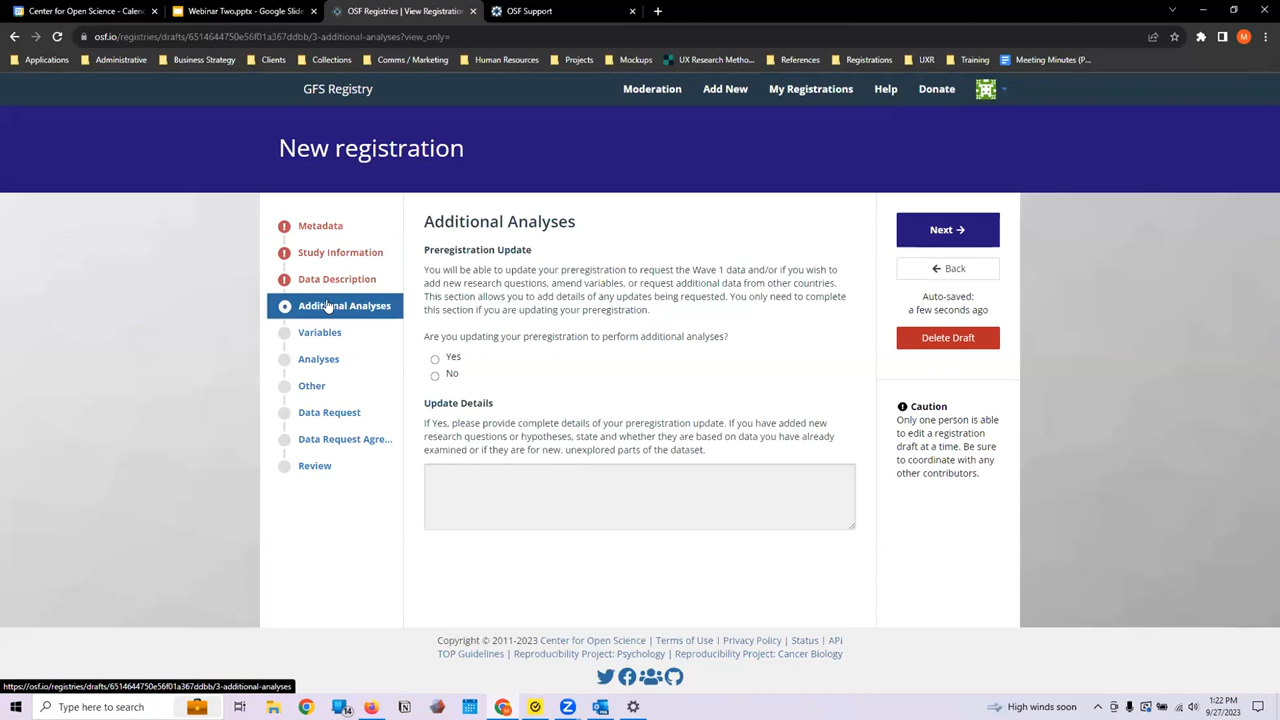 Center for Open Science - Calen
Webinar Two.pptx - Google Slide
OSF Registries | View Registratio
OSF Support
osf.io/registries/drafts/6514644750e56f01a367ddbb/3-additional-analyses?view_only=
Applications
Administrative
Business Strategy
Clients
Collections
Comms / Marketing
Human Resources
Projects
Mockups
UX Research Metho...
References
Registrations
UXR
Training
Meeting Minutes (P...
GFS Registry
Moderation
Add New
My Registrations
Help
Donate
New registration
Metadata
Study Information
Data Description
Additional Analyses
Variables
Analyses
Other
Data Request
Data Request Agre...
Review
Additional Analyses
Preregistration Update
You will be able to update your preregistration to request the Wave 1 data and/or if you wish to
add new research questions, amend variables, or request additional data from other countries.
This section allows you to add details of any updates being requested. You only need to complete
this section if you are updating your preregistration.
Are you updating your preregistration to perform additional analyses?
Yes
No
Update Details
If Yes, please provide complete details of your preregistration update. If you have added new
research questions or hypotheses, state and whether they are based on data you have already
examined or if they are for new, unexplored parts of the dataset.
Next
Back
Auto-saved:
a few seconds ago
Delete Draft
Caution
Only one person is able
to edit a registration
draft at a time. Be sure
to coordinate with any
other contributors.
Copyright © 2011-2023 Center for Open Science | Terms of Use | Privacy Policy | Status | API
TOP Guidelines | Reproducibility Project: Psychology | Reproducibility Project: Cancer Biology
https://osf.io/registries/drafts/6514644750e56f01a367ddbb/3-additional-analyses
Type here to search
14
High winds soon
1:22 PM
9/27/2023